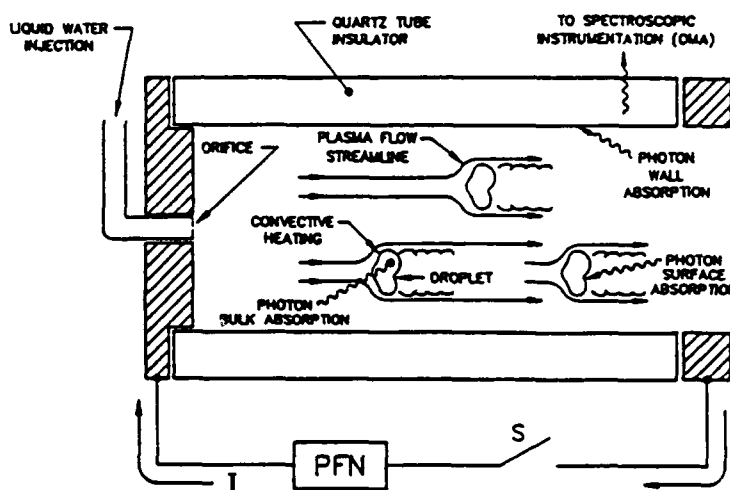 LIQUID WATER
INJECTION
QUARTZ TUBE
INSULATOR
TO SPECTROSCOPIC
INSTRUMENTATION (OMA)
ORIFICE
PLASMA FLOW
STREAMLINE
PHOTON
WALL
ABSORPTION
CONVECTIVE
HEATING
DROPLET
PHOTON
BULK ABSORPTION
PHOTON
SURFACE
ABSORPTION
S
PFN
I